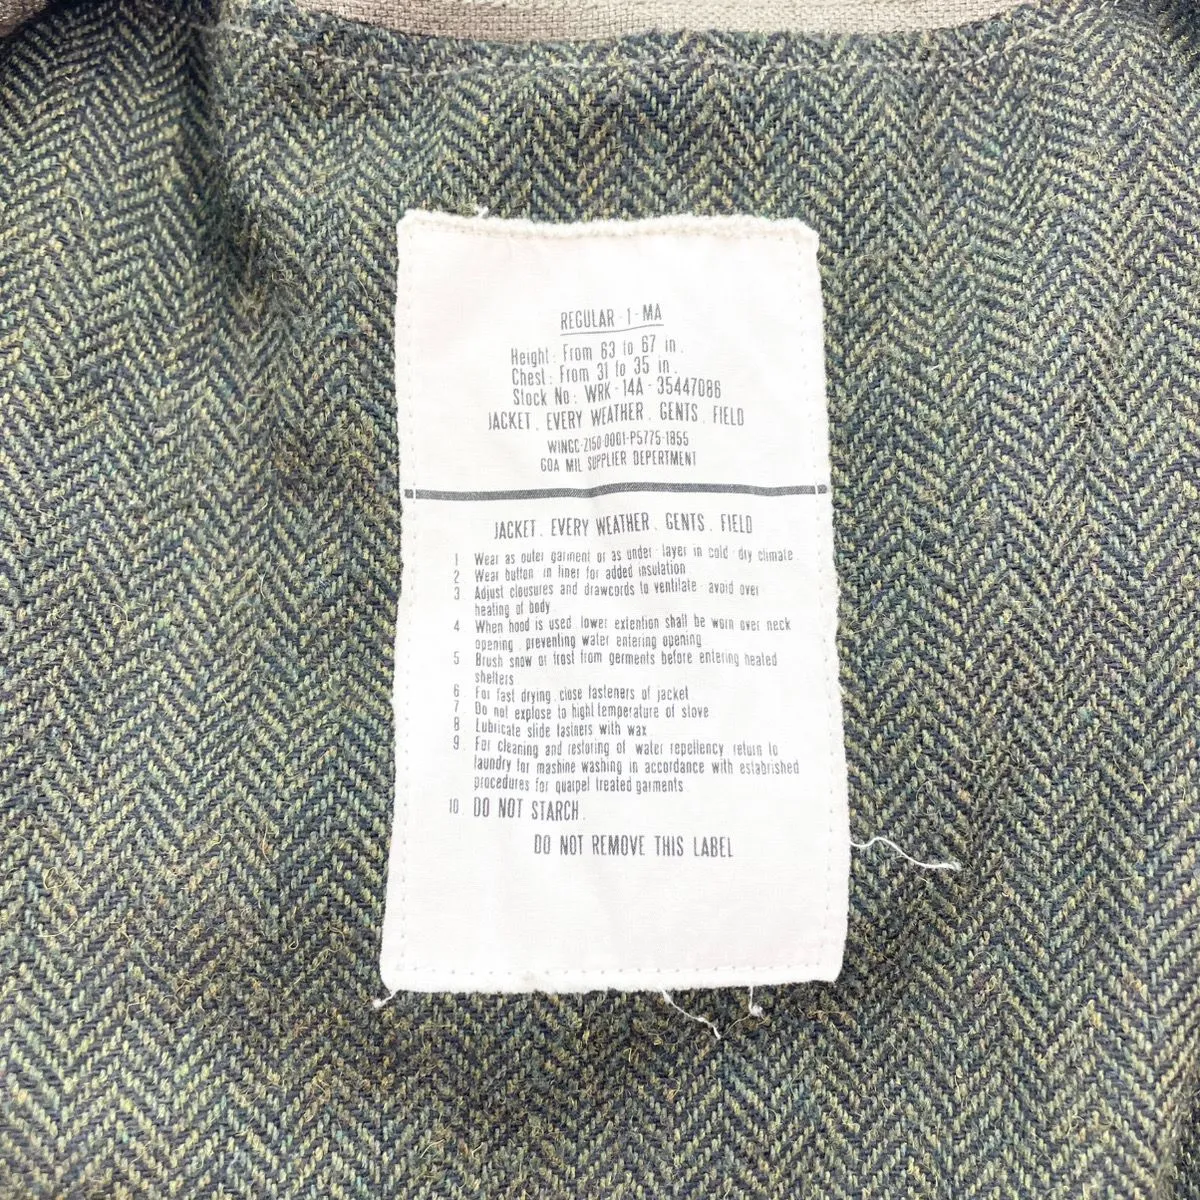 REGULAR - 1 - MA
Height : From 63 to 67 in .
Chest : From 31 to 35 in .
Stock No : WRK - 14A - 35447086
JACKET . EVERY WEATHER . GENTS . FIELD
WINGC-2150-0001-P5775-1855
GOA MIL SUPPLIER DEPERTMENT
JACKET . EVERY WEATHER . GENTS . FIELD
1 Wear as outer garment or as under - layer in cold - dry climate
2 Wear button in liner for added insulation
3 Adjust clousures and drawcords to ventilate - avoid over
heating of body
4 When hood is used lower extention shall be worn over neck
opening . preventing water entering opening
5 Brush snow or frost from germents before entering heated
shelters
6 For fast drying . close fasteners of jacket
7 Do not explose to hight temperature of stove
8 Lubricate slide fastners with wax
9 For cleaning and restoring of water repellency return to
laundry for mashine washing in accordance with estabrished
procedures for quarpel treated garments
10 DO NOT STARCH .
DO NOT REMOVE THIS LABEL